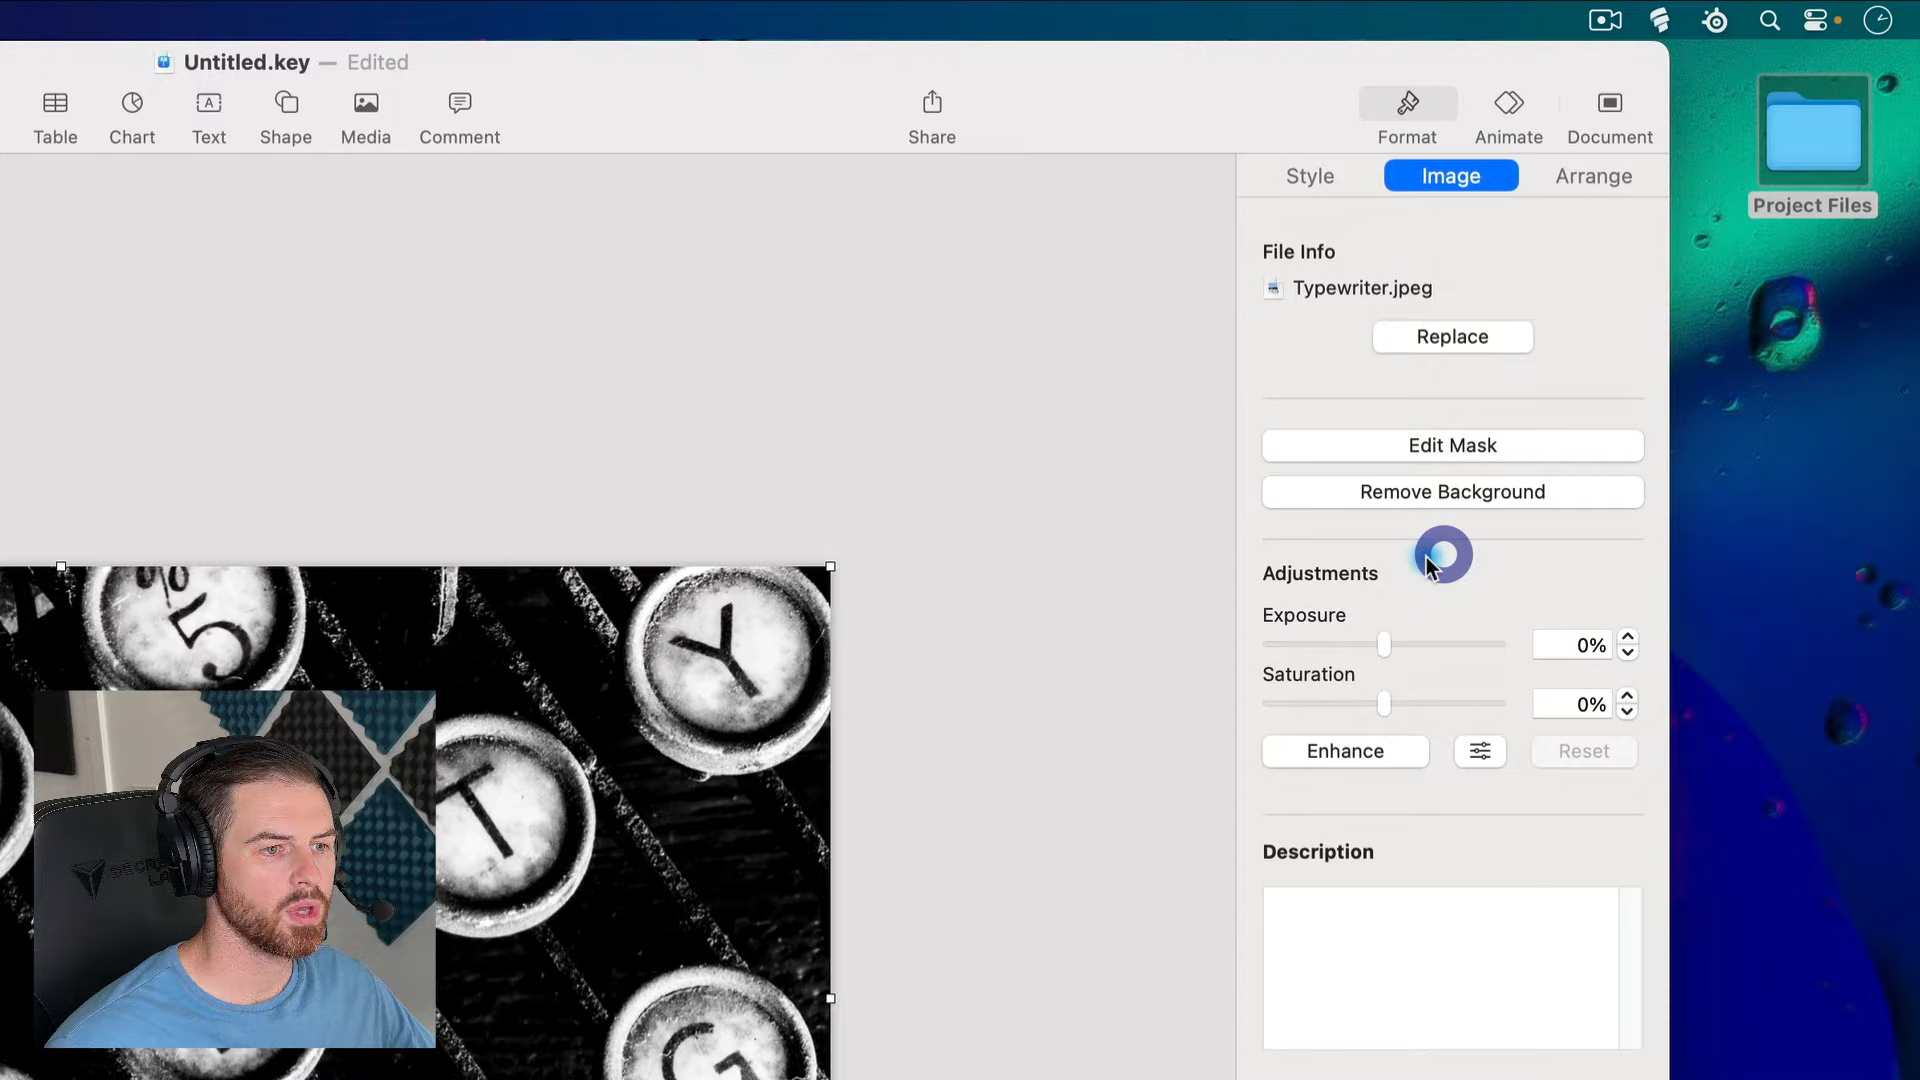 Untitled.key — Edited
Table
Chart
Text
Shape
Media
Comment
Share
Format
Animate
Document
Project Files
Style
Image
Arrange
File Info
Typewriter.jpeg
Replace
Edit Mask
Remove Background
Adjustments
Exposure
0%
Saturation
0%
Enhance
Reset
Description
%
5
Y
T
G